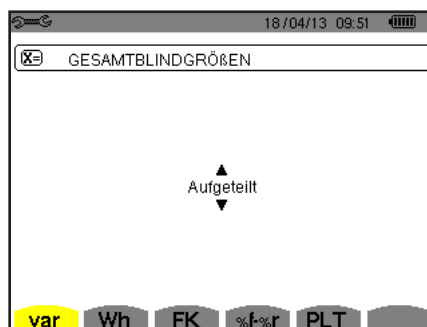 18/04/13 09:51
X= GESAMTBLINDGRÖßEN
Aufgeteilt
var Wh FK %f-%r PLT